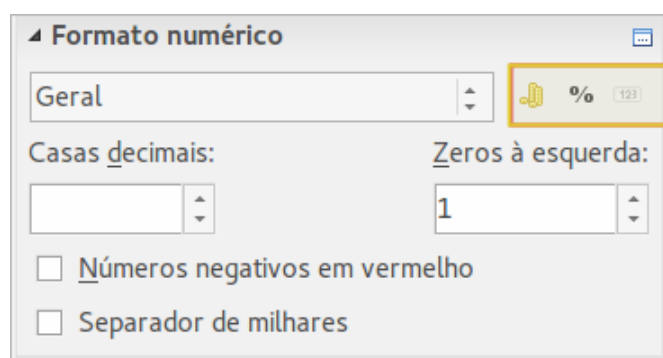 Formato numérico
Geral
%
123
Casas decimais:
Zeros à esquerda:
1
Números negativos em vermelho
Separador de milhares